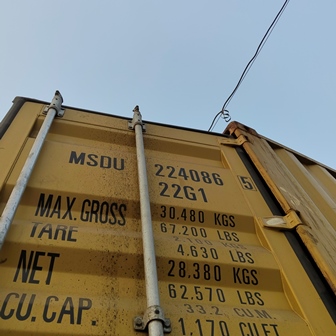 MSDU 224086 5
22G1
MAX.GROSS 30.480 KGS
67.200 LBS
TARE
4.630 LBS
NET 28.380 KGS
62.570 LBS
CU.CAP. 33.2 CU.M.
1.170 CU.FT.